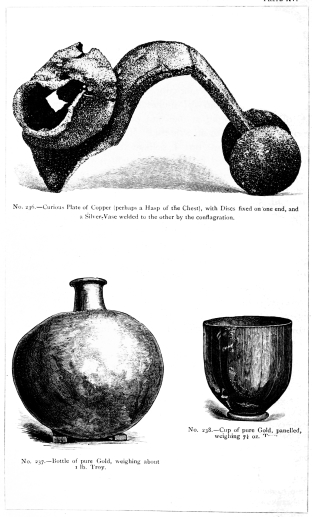 No. 236.—Curious Plate of Copper (perhaps a Hasp of the Chest), with Discs fixed on one end, and
a Silver Vase welded to the other by the conflagration.
No. 237.—Bottle of pure Gold, weighing about
1 lb. Troy.
No. 238.—Cup of pure Gold, panelled,
weighing 7¼ oz.